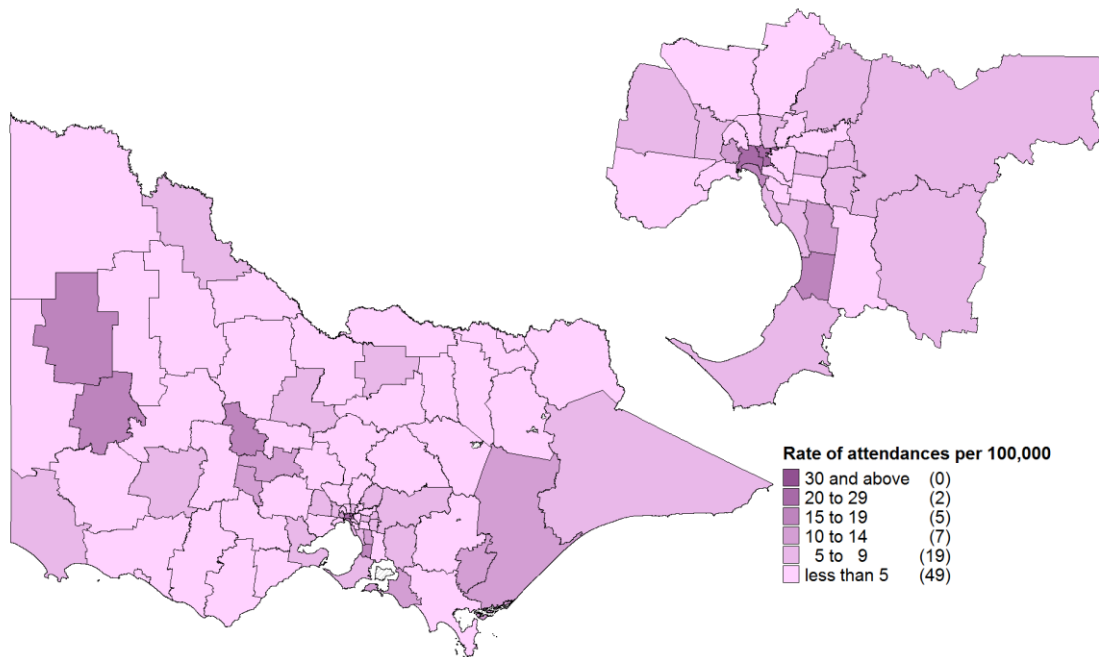 Rate of attendances per 100,000
30 and above (0)
20 to 29 (2)
15 to 19 (5)
10 to 14 (7)
5 to 9 (19)
less than 5 (49)